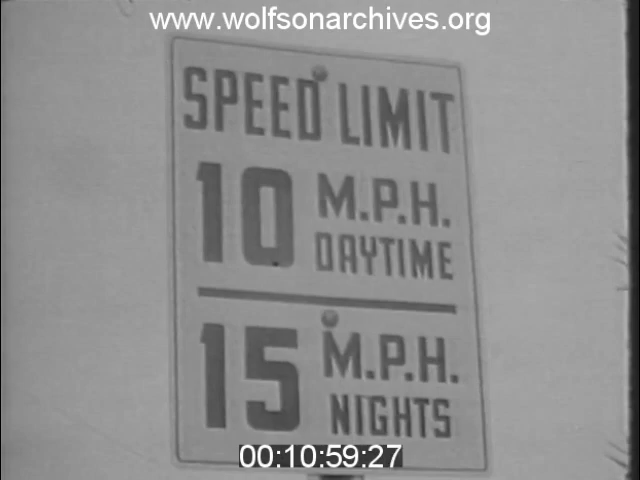 www.wolfsonarchives.org
SPEED LIMIT
10 M.P.H.
DAYTIME
15 M.P.H.
NIGHTS
00:10:59:27